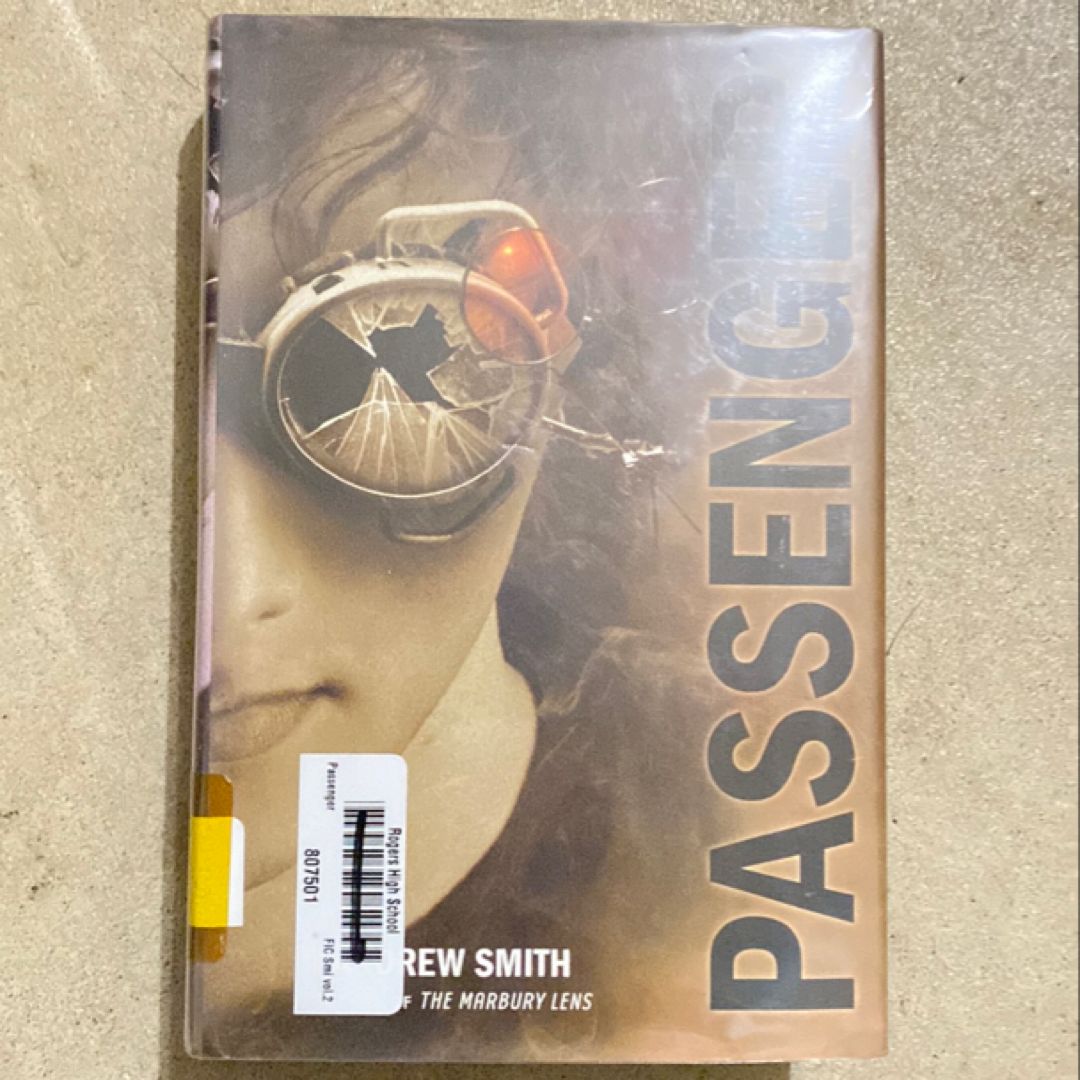 PASSENGER
Rogers High School
807501
Passenger
FIC Smi vol.2
REW SMITH
THE MARBURY LENS